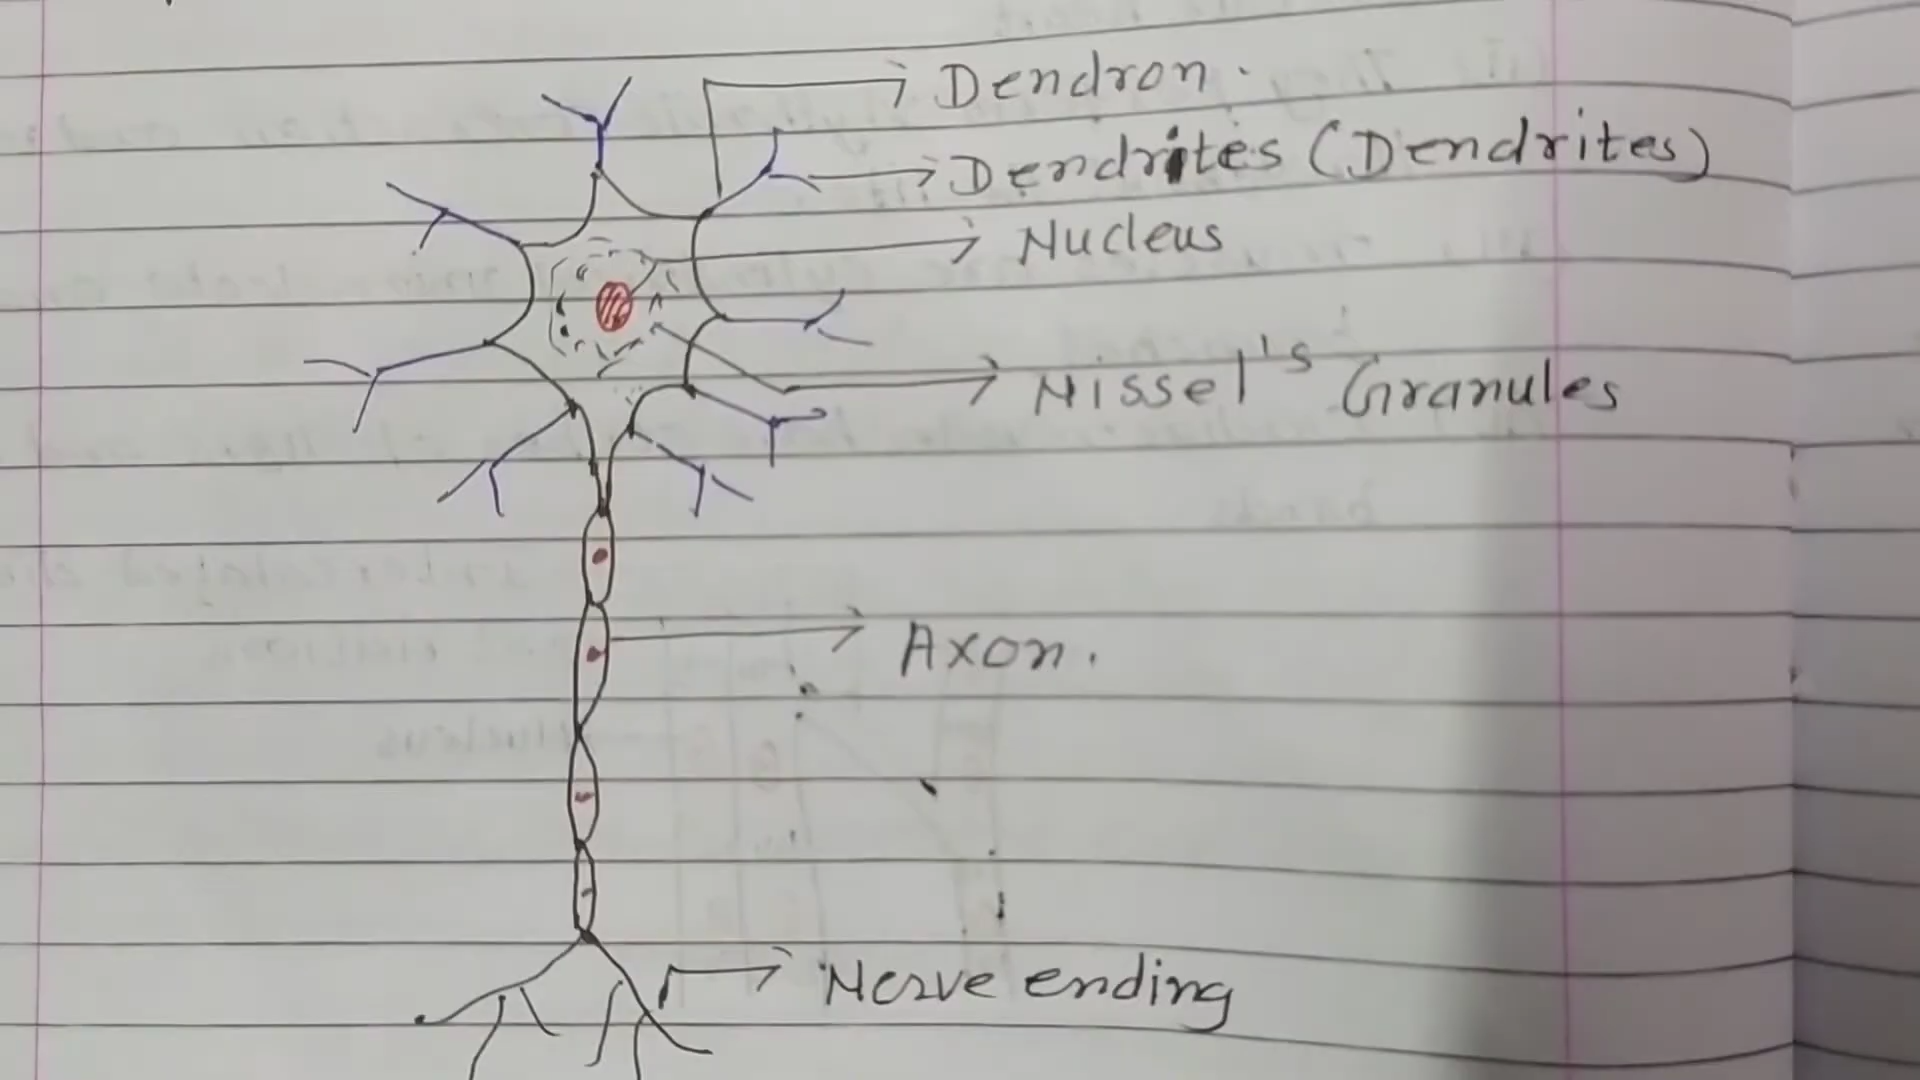 Dendron.
Dendrites (Dendrites)
Nucleus
Nissel's Granules
Axon.
Nerve ending